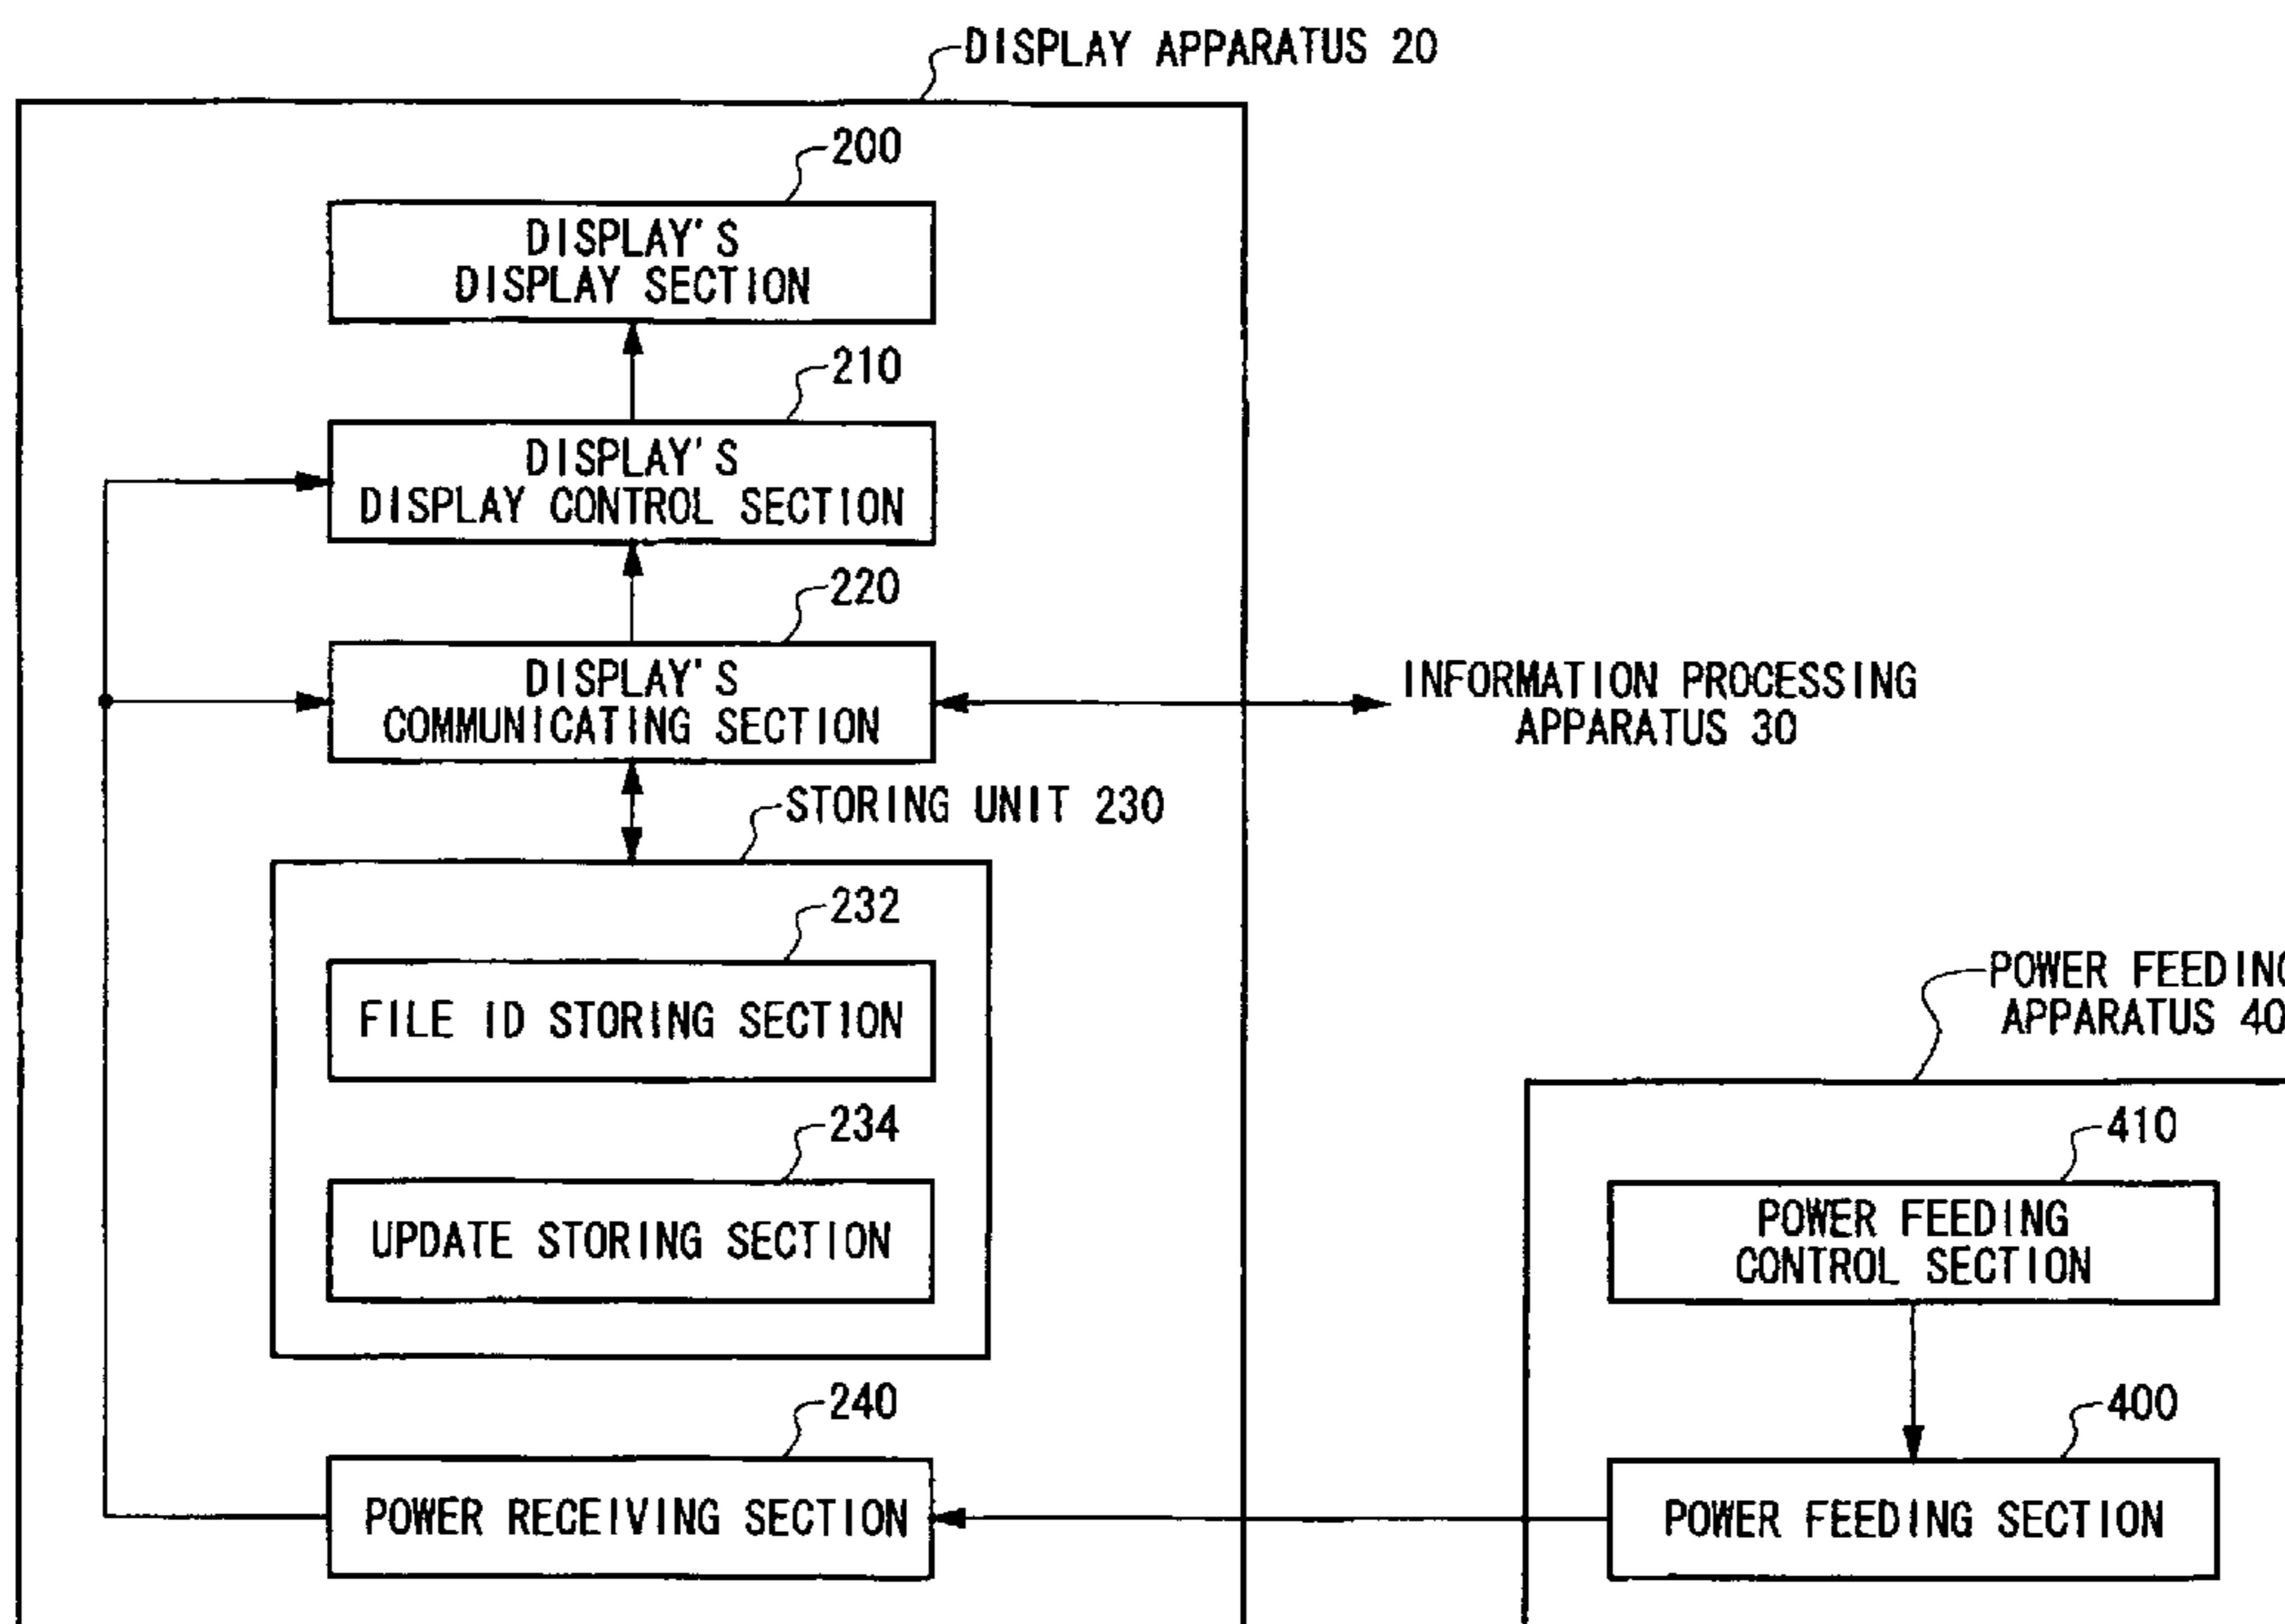 DISPLAY APPARATUS 20
200
DISPLAY'S
DISPLAY SECTION
210
DISPLAY'S
DISPLAY CONTROL SECTION
220
DISPLAY'S
COMMUNICATING SECTION
INFORMATION PROCESSING
APPARATUS 30
STORING UNIT 230
232
FILE ID STORING SECTION
234
UPDATE STORING SECTION
240
POWER RECEIVING SECTION
POWER FEEDING
APPARATUS 40
410
POWER FEEDING
CONTROL SECTION
400
POWER FEEDING SECTION